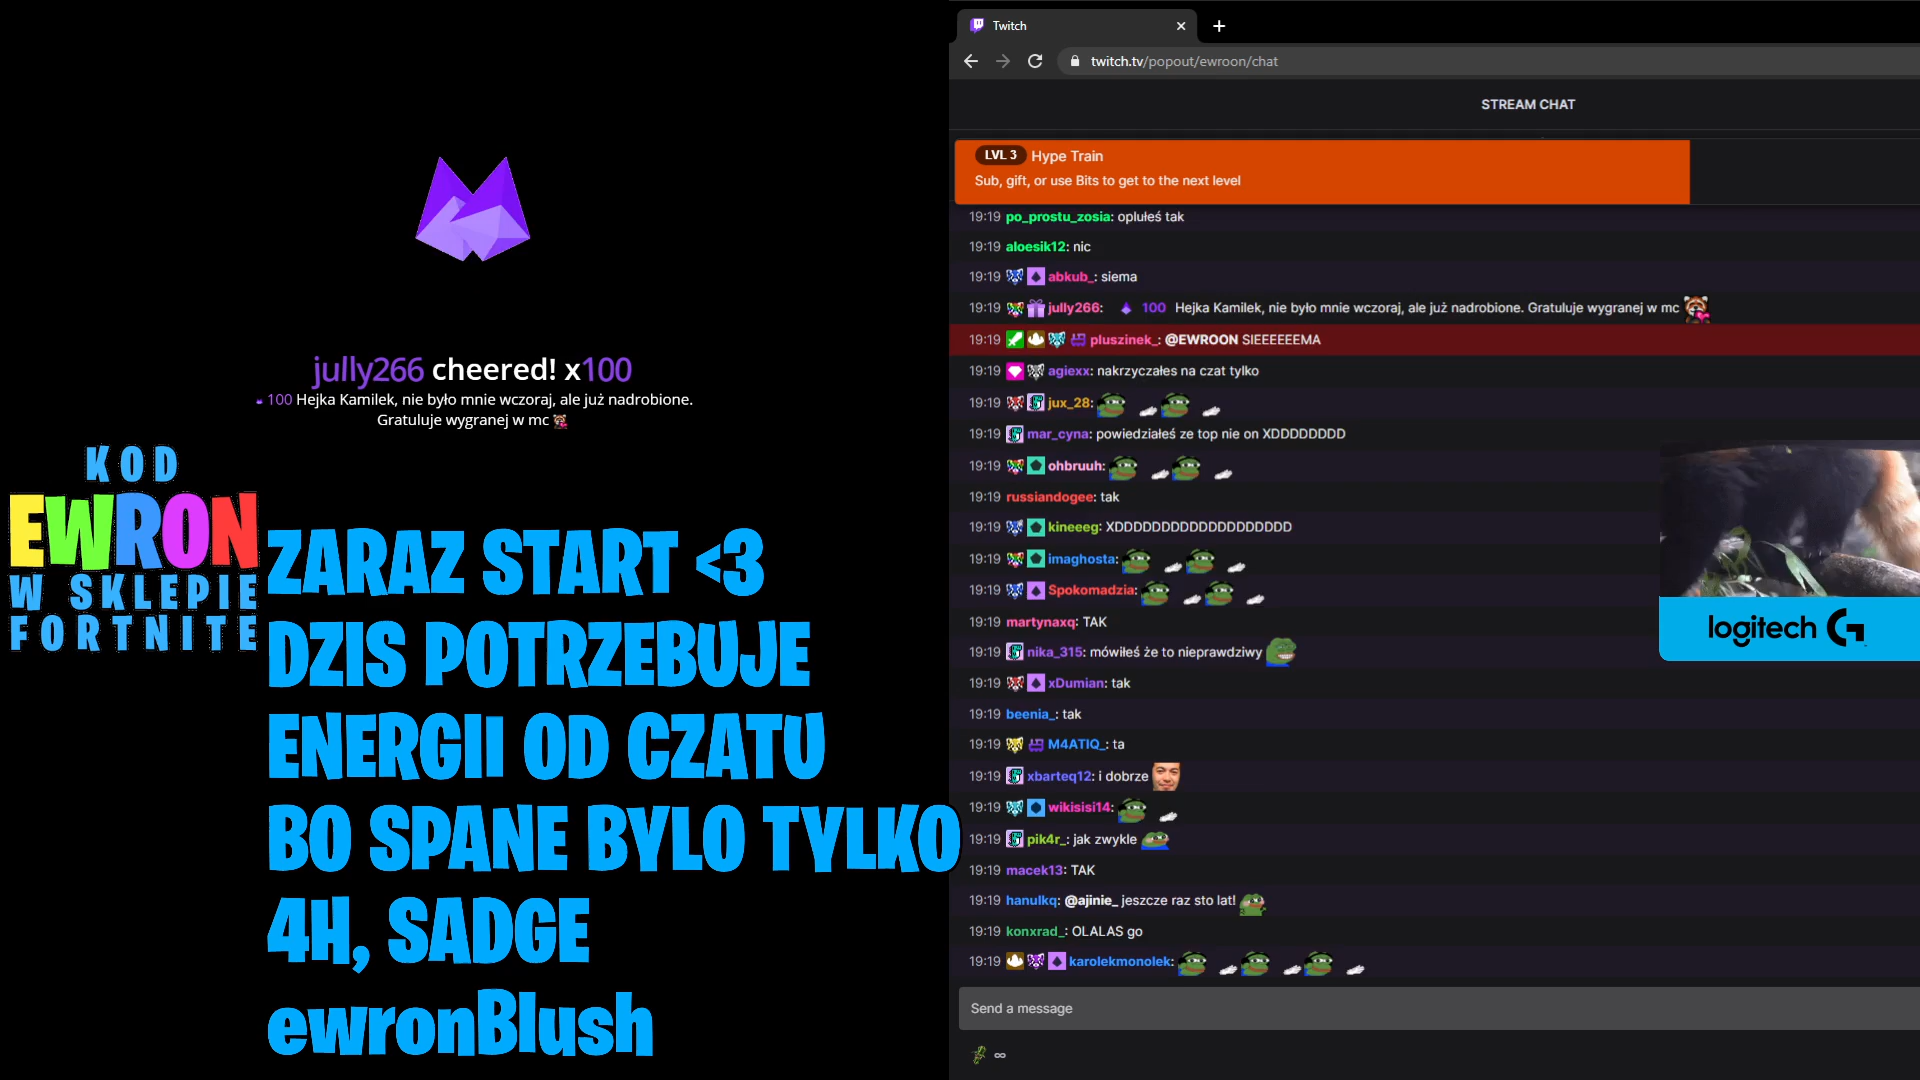 jully266 cheered! x100
100 Hejka Kamilek, nie było mnie wczoraj, ale już nadrobione.
Gratuluje wygranej w mc
KOD
EWRON
W SKLEPIE
FORTNITE
ZARAZ START <3
DZIS POTRZEBUJE
ENERGII OD CZATU
BO SPANE BYLO TYLKO
4H, SADGE
ewronBlush
Twitch
twitch.tv/popout/ewroon/chat
STREAM CHAT
LVL 3 Hype Train
Sub, gift, or use Bits to get to the next level
19:19 po_prostu_zosia: oplułeś tak
19:19 aloesik12: nic
19:19 abkub_: siema
19:19 jully266: 100 Hejka Kamilek, nie było mnie wczoraj, ale już nadrobione. Gratuluje wygranej w mc
19:19 pluszinek_: @EWROON SIEEEEEMA
19:19 agiexx: nakrzyczałes na czat tylko
19:19 jux_28:
19:19 mar_cyna: powiedziałeś ze top nie on XDDDDDDDD
19:19 ohbruuh:
19:19 russiandogee: tak
19:19 kineeeg: XDDDDDDDDDDDDDDDDDDD
19:19 imaghosta:
19:19 Spokomadzia:
19:19 martynaxq: TAK
19:19 nika_315: mówiłeś że to nieprawdziwy
19:19 xDumian: tak
19:19 beenia_: tak
19:19 M4ATIQ_: ta
19:19 xbarteq12: i dobrze
19:19 wikisisi14:
19:19 pik4r_: jak zwykle
19:19 macek13: TAK
19:19 hanulkq: @ajinie_ jeszcze raz sto lat!
19:19 konxrad_: OLALAS go
19:19 karolekmonolek:
Send a message
∞
logitech G